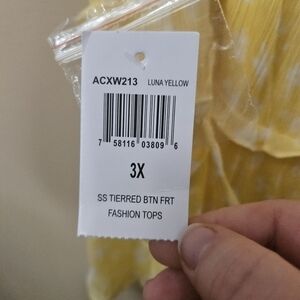 ACXW213 LUNA YELLOW
7 58116 03809 6
3X
SS TIERRED BTN FRT
FASHION TOPS